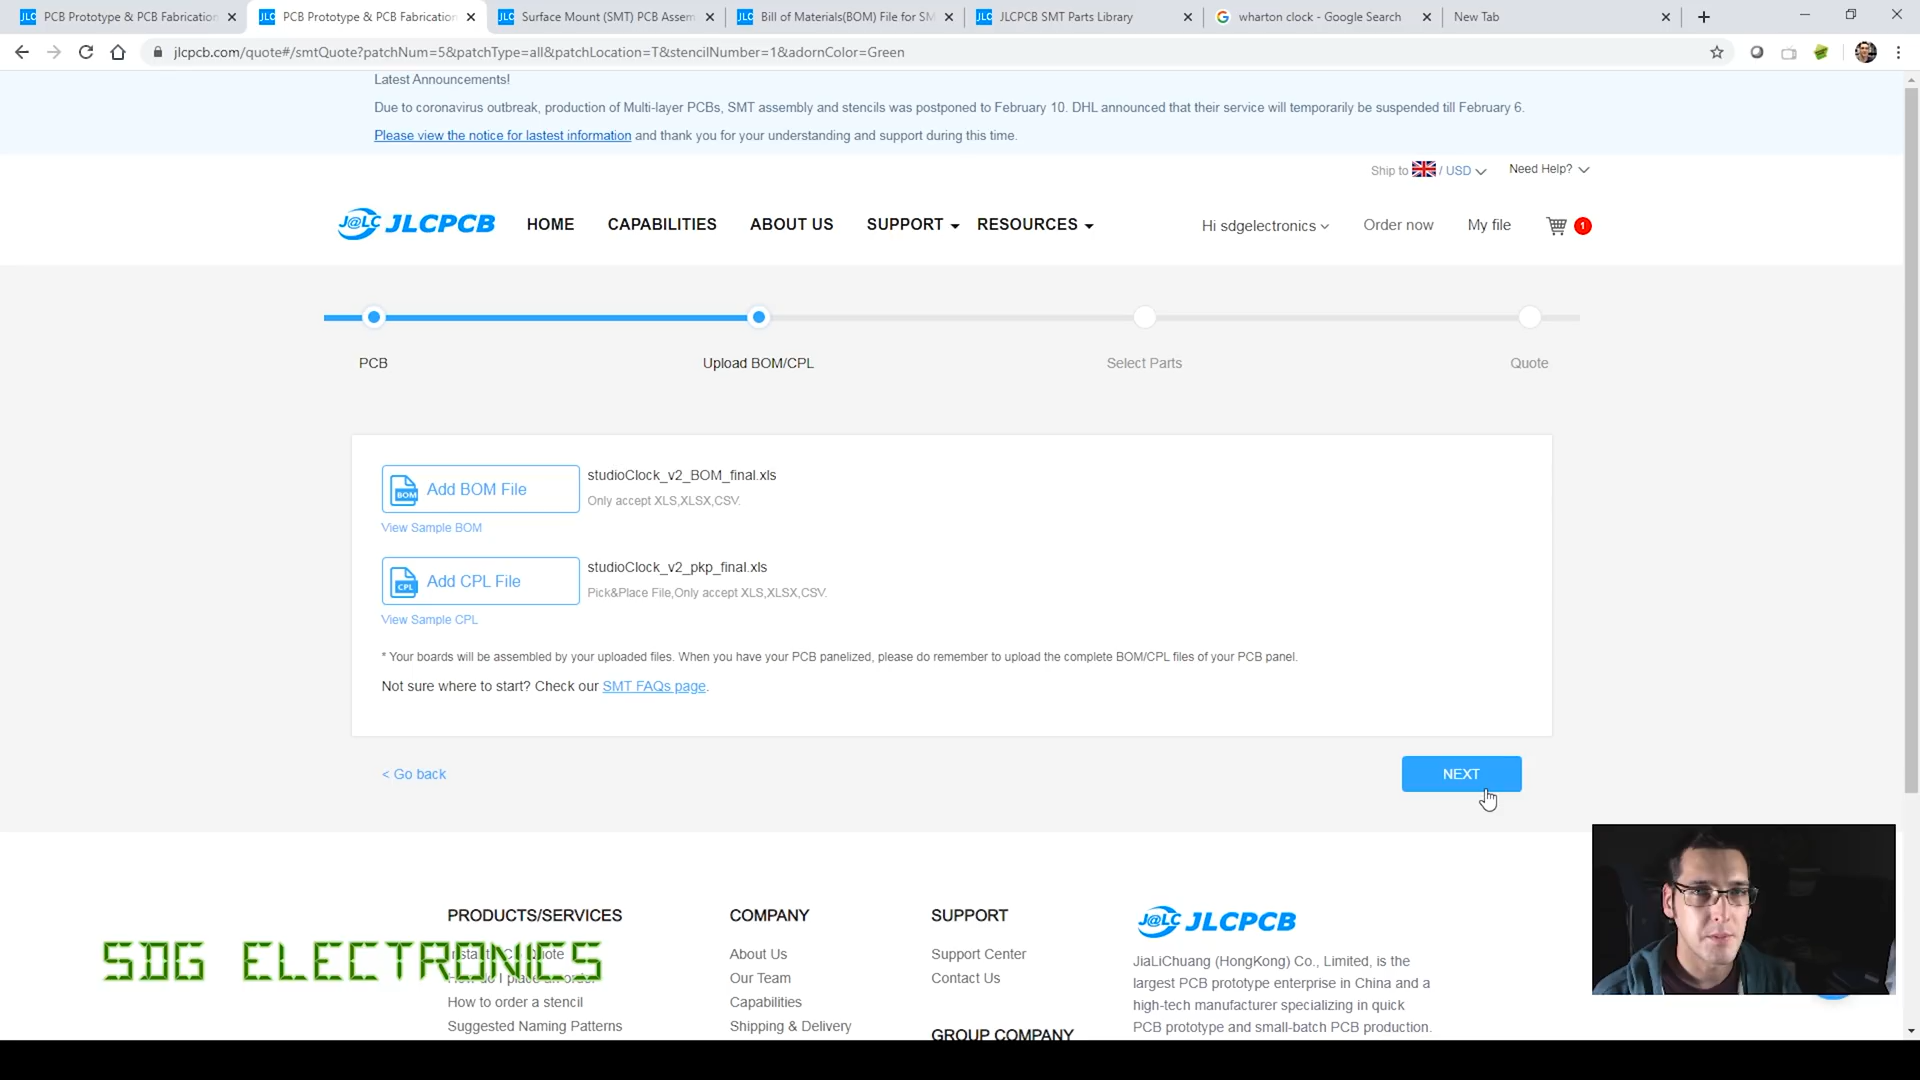 PCB Prototype & PCB Fabrication
PCB Prototype & PCB Fabrication
Surface Mount (SMT) PCB Assem
Bill of Materials(BOM) File for SM
JLCPCB SMT Parts Library
wharton clock - Google Search
New Tab
jlcpcb.com/quote#/smtQuote?patchNum=5&patchType=all&patchLocation=T&stencilNumber=1&adornColor=Green
Latest Announcements!
Due to coronavirus outbreak, production of Multi-layer PCBs, SMT assembly and stencils was postponed to February 10. DHL announced that their service will temporarily be suspended till February 6.
Please view the notice for lastest information and thank you for your understanding and support during this time.
Ship to / USD
Need Help?
J@LC JLCPCB
HOME
CAPABILITIES
ABOUT US
SUPPORT
RESOURCES
Hi sdgelectronics
Order now
My file
1
PCB
Upload BOM/CPL
Select Parts
Quote
BOM
Add BOM File
studioClock_v2_BOM_final.xls
Only accept XLS,XLSX,CSV.
View Sample BOM
CPL
Add CPL File
studioClock_v2_pkp_final.xls
Pick&Place File,Only accept XLS,XLSX,CSV.
View Sample CPL
* Your boards will be assembled by your uploaded files. When you have your PCB panelized, please do remember to upload the complete BOM/CPL files of your PCB panel.
Not sure where to start? Check our SMT FAQs page.
< Go back
NEXT
PRODUCTS/SERVICES
How to order a stencil
Suggested Naming Patterns
SDG ELECTRONICS
COMPANY
About Us
Our Team
Capabilities
Shipping & Delivery
SUPPORT
Support Center
Contact Us
GROUP COMPANY
J@LC JLCPCB
JiaLiChuang (HongKong) Co., Limited, is the
largest PCB prototype enterprise in China and a
high-tech manufacturer specializing in quick
PCB prototype and small-batch PCB production.